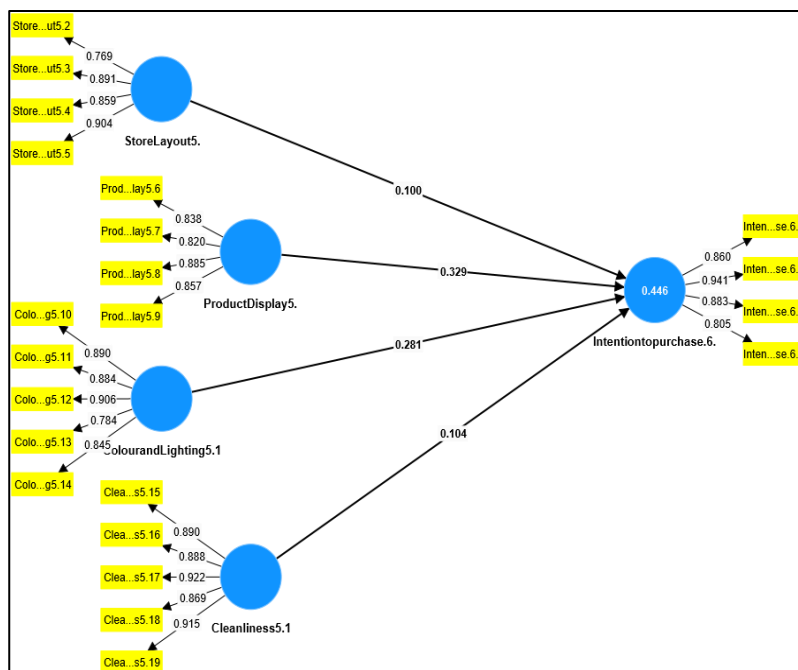 Store...ut5.2
0.769
Store...ut5.3
0.891
Store...ut5.4
0.859
Store...ut5.5
0.904
StoreLayout5.
0.100
Prod...lay5.6
0.838
Prod...lay5.7
0.820
Prod...lay5.8
0.885
Prod...lay5.9
0.857
ProductDisplay5.
0.329
Colo...g5.10
0.890
Colo...g5.11
0.884
Colo...g5.12
0.906
Colo...g5.13
0.784
Colo...g5.14
0.845
ColourandLighting5.1
0.281
Clea...s5.15
0.890
Clea...s5.16
0.888
Clea...s5.17
0.922
Clea...s5.18
0.869
Clea...s5.19
0.915
Cleanliness5.1
0.104
0.446
Intentiontopurchase.6.
Inten...se.6.
0.860
Inten...se.6.
0.941
Inten...se.6.
0.883
Inten...se.6.
0.805